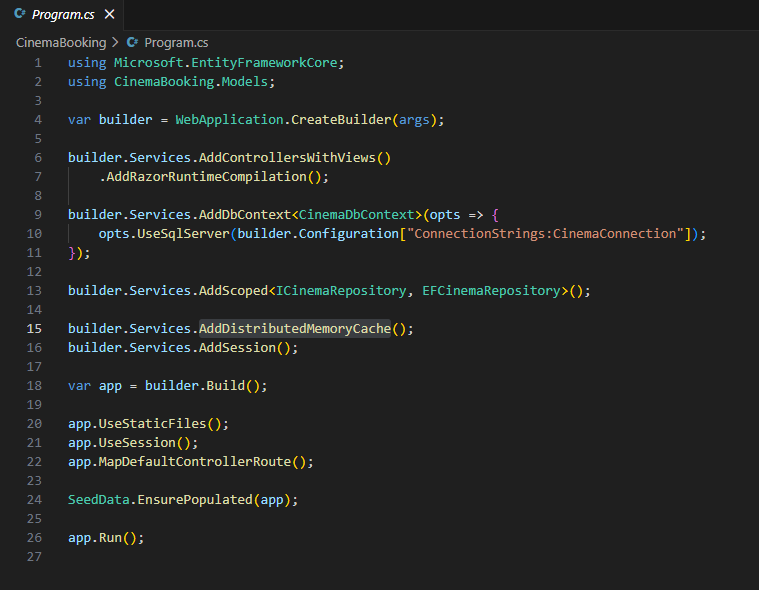 Program.cs
CinemaBooking > Program.cs
1 using Microsoft.EntityFrameworkCore;
2 using CinemaBooking.Models;
3
4 var builder = WebApplication.CreateBuilder(args);
5
6 builder.Services.AddControllersWithViews()
7     .AddRazorRuntimeCompilation();
8
9 builder.Services.AddDbContext<CinemaDbContext>(opts => {
10     opts.UseSqlServer(builder.Configuration["ConnectionStrings:CinemaConnection"]);
11 });
12
13 builder.Services.AddScoped<ICinemaRepository, EFCinemaRepository>();
14
15 builder.Services.AddDistributedMemoryCache();
16 builder.Services.AddSession();
17
18 var app = builder.Build();
19
20 app.UseStaticFiles();
21 app.UseSession();
22 app.MapDefaultControllerRoute();
23
24 SeedData.EnsurePopulated(app);
25
26 app.Run();
27